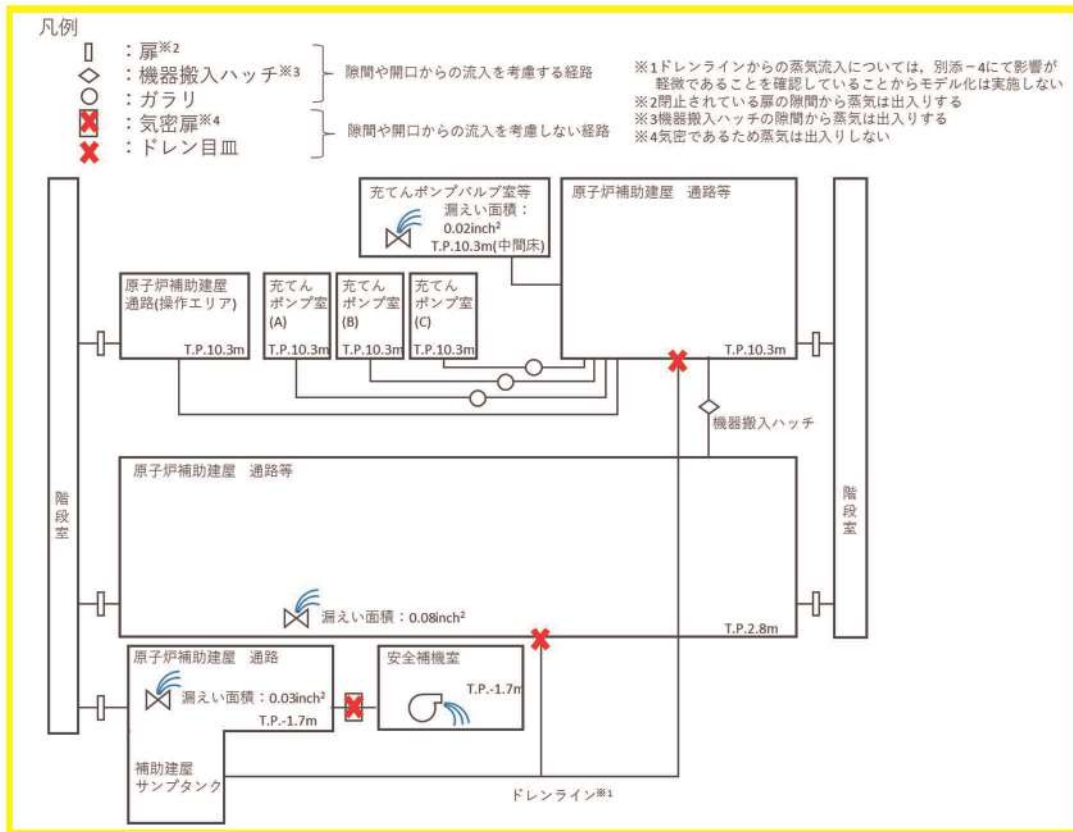 凡例
：扉※2
：機器搬入ハッチ※3
：ガラリ
：気密扉※4
：ドレン目皿
隙間や開口からの流入を考慮する経路
隙間や開口からの流入を考慮しない経路
※1ドレンラインからの蒸気流入については，別添－4にて影響が
軽微であることを確認していることからモデル化は実施しない
※2閉止されている扉の隙間から蒸気は出入りする
※3機器搬入ハッチの隙間から蒸気は出入りする
※4気密であるため蒸気は出入りしない
充てんポンプバルブ室等
漏えい面積：
0.02inch²
T.P.10.3m(中間床)
原子炉補助建屋　通路等
T.P.10.3m
原子炉補助建屋
通路(操作エリア)
T.P.10.3m
充てん
ポンプ室
(A)
T.P.10.3m
充てん
ポンプ室
(B)
T.P.10.3m
充てん
ポンプ室
(C)
T.P.10.3m
機器搬入ハッチ
階段室
階段室
原子炉補助建屋　通路等
漏えい面積：0.08inch²
T.P.2.8m
原子炉補助建屋　通路
漏えい面積：0.03inch²
T.P.-1.7m
安全補機室
T.P.-1.7m
補助建屋
サンプタンク
ドレンライン※1